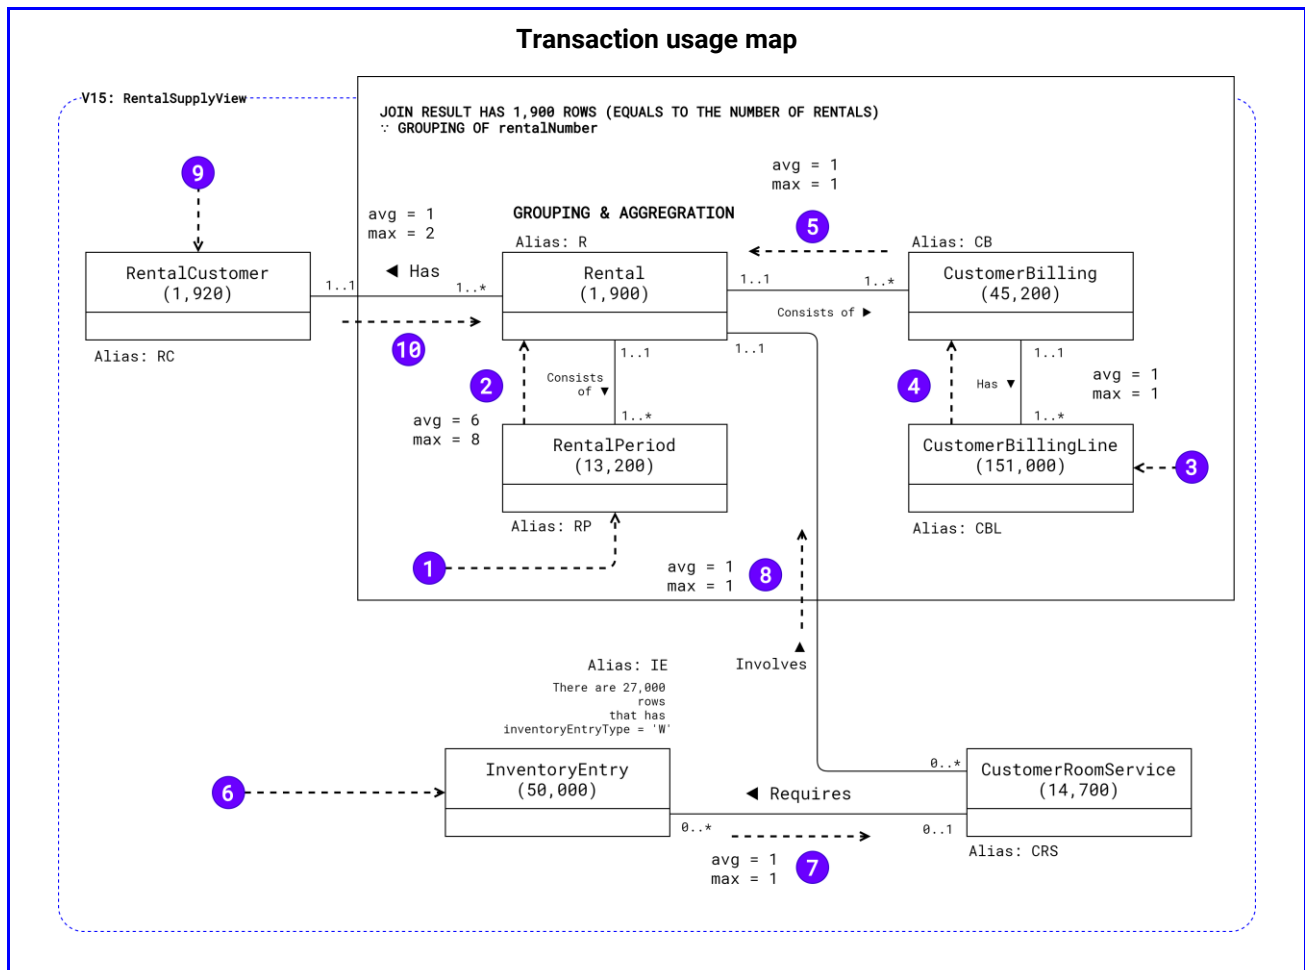 Transaction usage map
V15: RentalSupplyView
JOIN RESULT HAS 1,900 ROWS (EQUALS TO THE NUMBER OF RENTALS)
∵ GROUPING OF rentalNumber
9
avg = 1
max = 1
5
avg = 1
max = 2
GROUPING & AGGREGRATION
Alias: R
Alias: CB
RentalCustomer
(1,920)
◀ Has
Rental
(1,900)
CustomerBilling
(45,200)
1..1
1..*
1..1
1..*
Consists of ▶
10
Alias: RC
1..1
1..1
1..1
2
Consists
of ▼
4
Has ▼
avg = 1
max = 1
avg = 6
max = 8
1..*
1..*
RentalPeriod
(13,200)
CustomerBillingLine
(151,000)
3
Alias: RP
Alias: CBL
1
avg = 1
max = 1
8
▲
Involves
Alias: IE
There are 27,000
rows
that has
inventoryEntryType = 'W'
InventoryEntry
(50,000)
6
0..*
CustomerRoomService
(14,700)
◀ Requires
0..*
0..1
avg = 1
max = 1
7
Alias: CRS